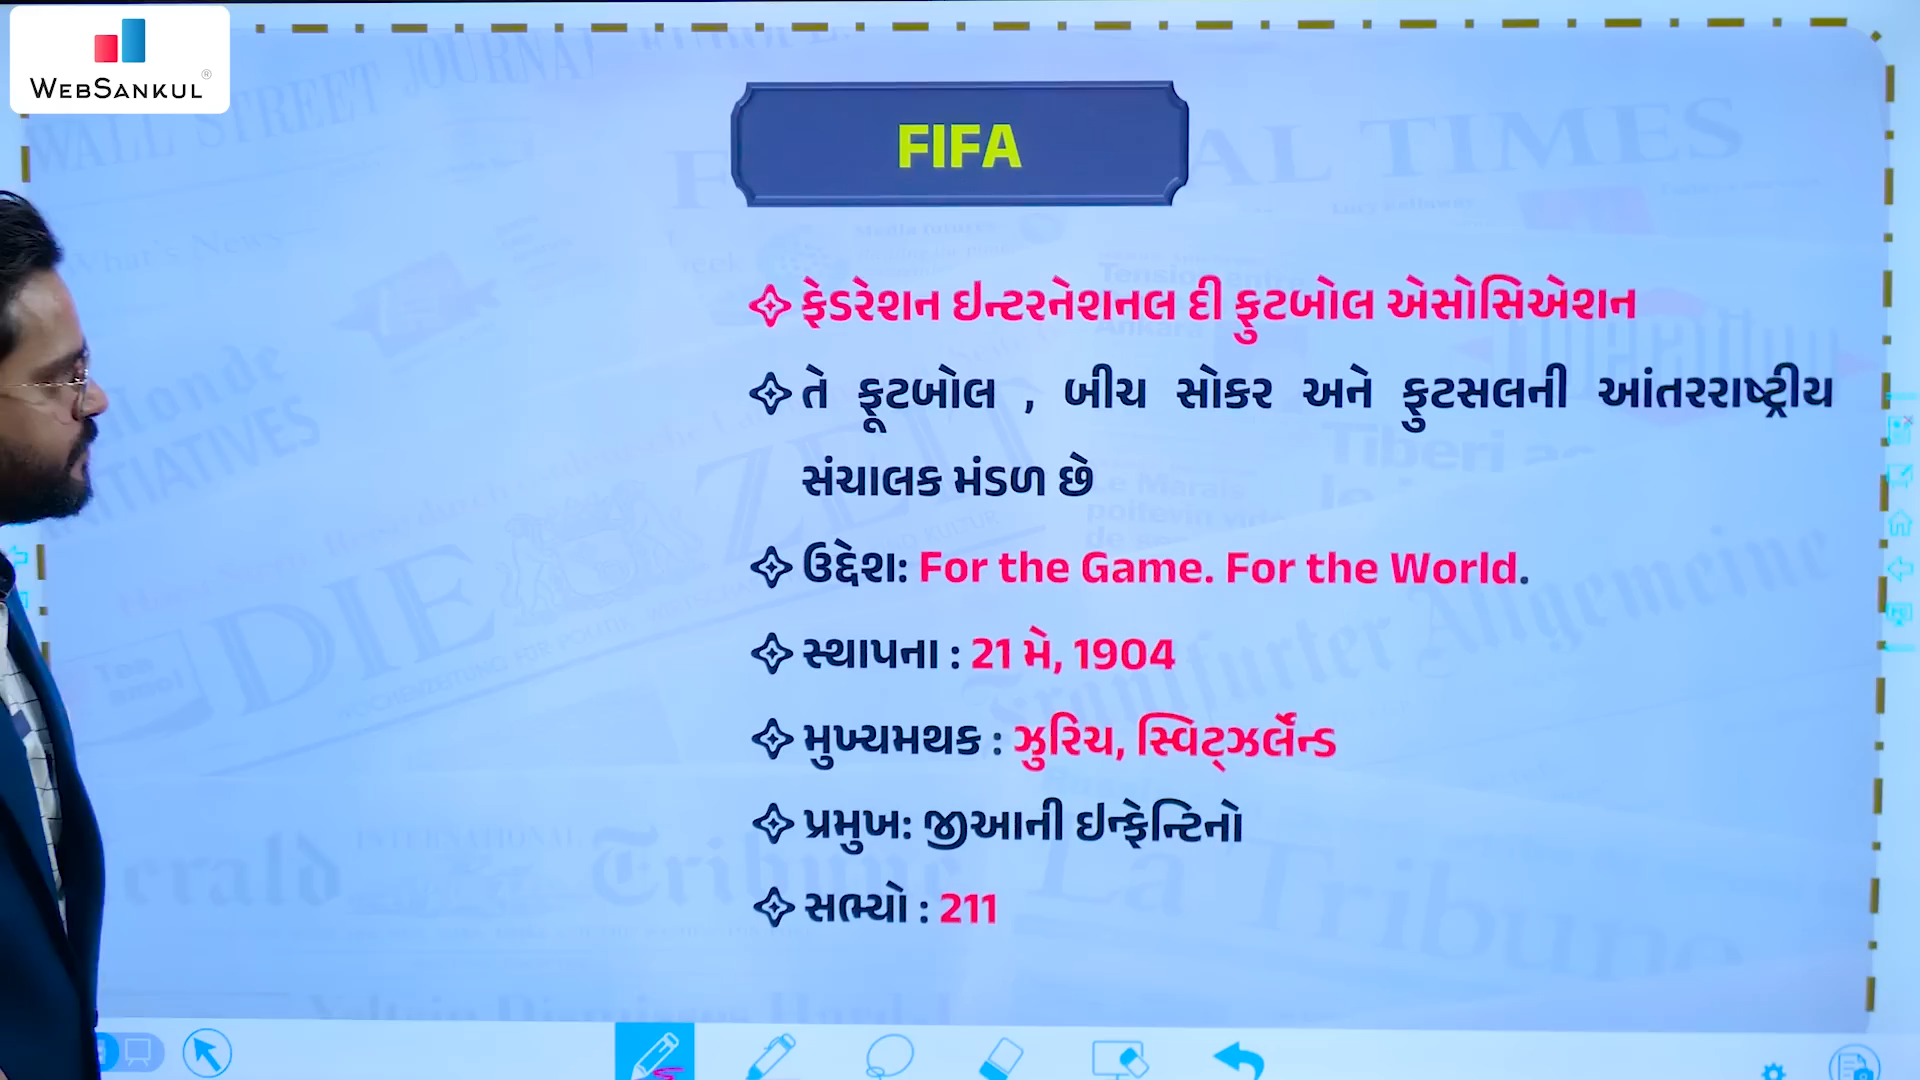 WEBSANKUL®
FIFA
ફેડરેશન ઇન્ટરનેશનલ દી ફુટબોલ એસોસિએશન
તે ફૂટબોલ , બીચ સોકર અને ફુટસલની આંતરરાષ્ટ્રીય
સંચાલક મંડળ છે
ઉદ્દેશ: For the Game. For the World.
સ્થાપના : 21 મે, 1904
મુખ્યમથક : ઝુરિચ, સ્વિટ્ઝર્લૅન્ડ
પ્રમુખ: જીઆની ઇન્ફેન્ટિનો
સભ્યો : 211